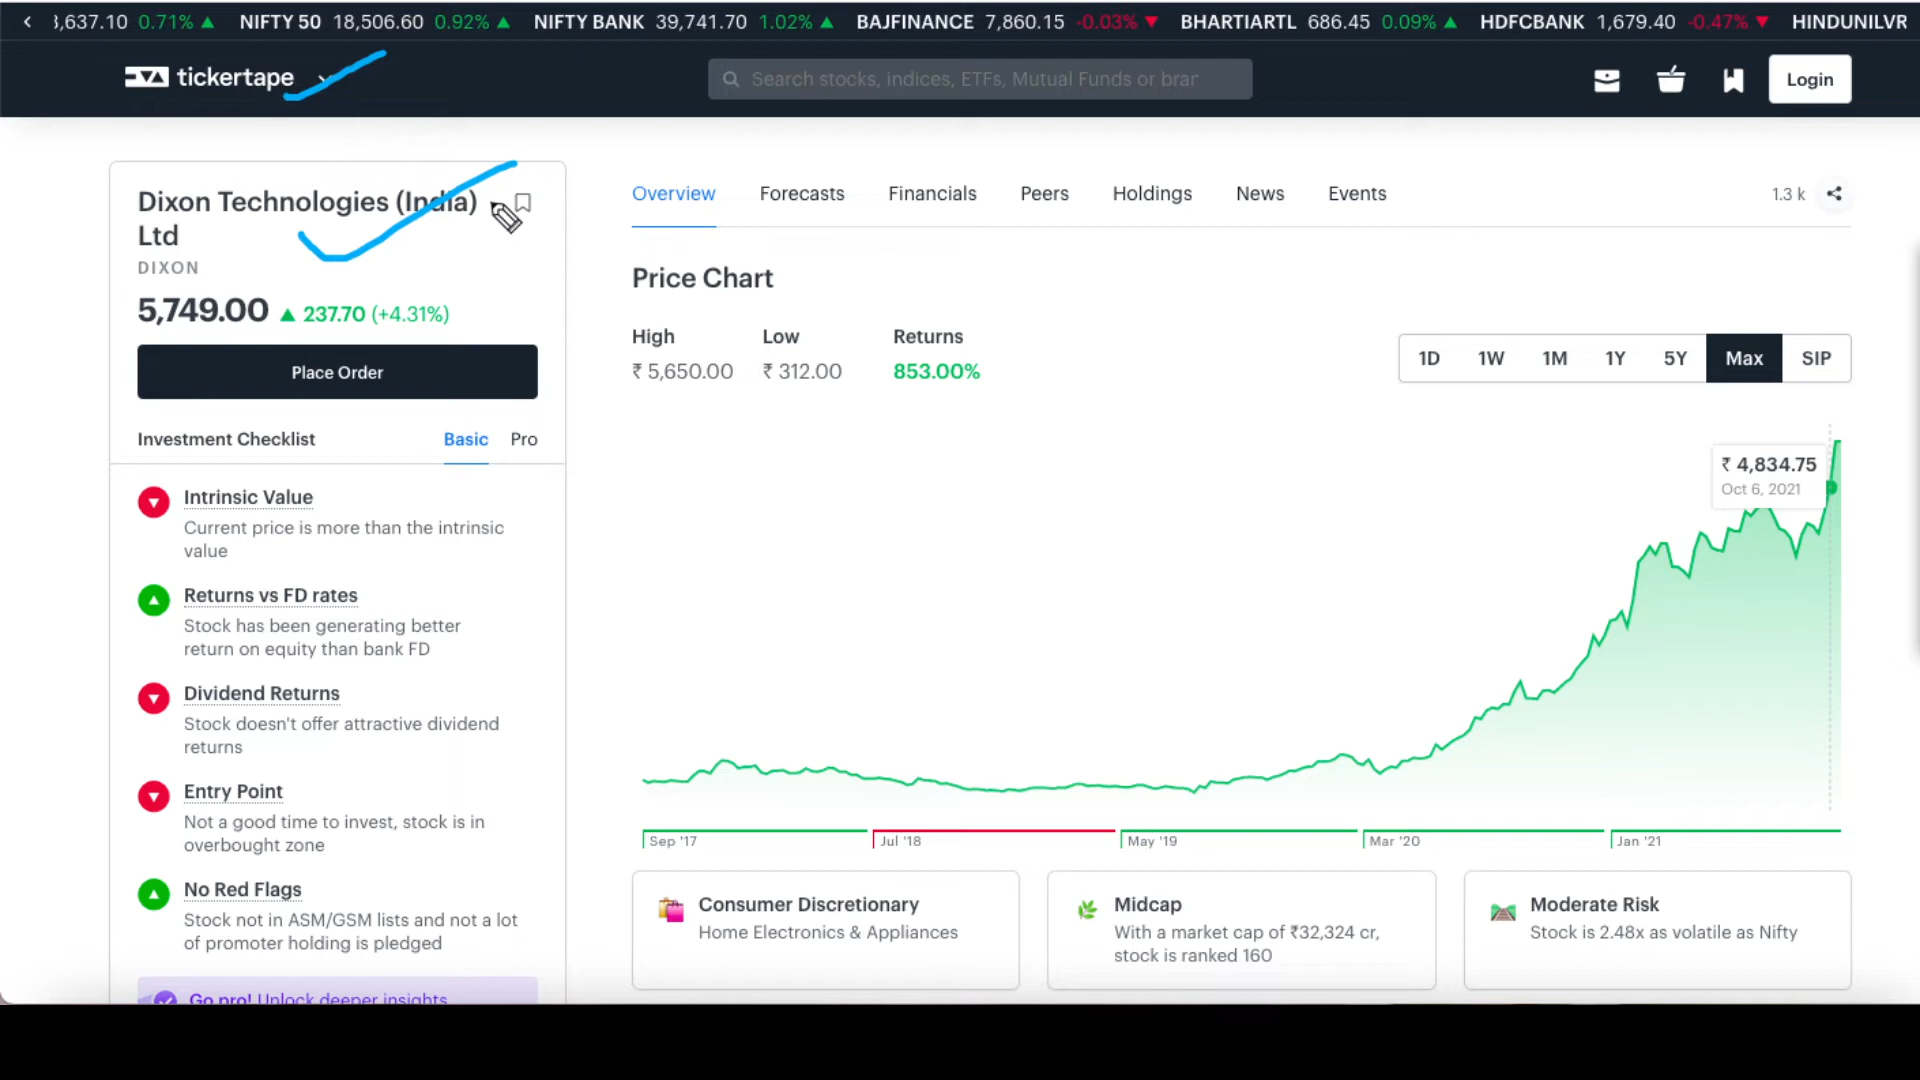 3,637.10 0.71% ▲ NIFTY 50 18,506.60 0.92% ▲ NIFTY BANK 39,741.70 1.02% ▲ BAJFINANCE 7,860.15 -0.03% ▼ BHARTIARTL 686.45 0.09% ▲ HDFCBANK 1,679.40 -0.47% ▼ HINDUNILVR
tickertape
Search stocks, indices, ETFs, Mutual Funds or brar
Login
Dixon Technologies (India)
Ltd
DIXON
5,749.00 ▲ 237.70 (+4.31%)
Place Order
Investment Checklist Basic Pro
Intrinsic Value
Current price is more than the intrinsic
value
Returns vs FD rates
Stock has been generating better
return on equity than bank FD
Dividend Returns
Stock doesn't offer attractive dividend
returns
Entry Point
Not a good time to invest, stock is in
overbought zone
No Red Flags
Stock not in ASM/GSM lists and not a lot
of promoter holding is pledged
Go pro! Unlock deeper insights
Overview Forecasts Financials Peers Holdings News Events 1.3 k
Price Chart
High Low Returns
₹ 5,650.00 ₹ 312.00 853.00%
1D 1W 1M 1Y 5Y Max SIP
₹ 4,834.75
Oct 6, 2021
Sep '17 Jul '18 May '19 Mar '20 Jan '21
Consumer Discretionary
Home Electronics & Appliances
Midcap
With a market cap of ₹32,324 cr,
stock is ranked 160
Moderate Risk
Stock is 2.48x as volatile as Nifty